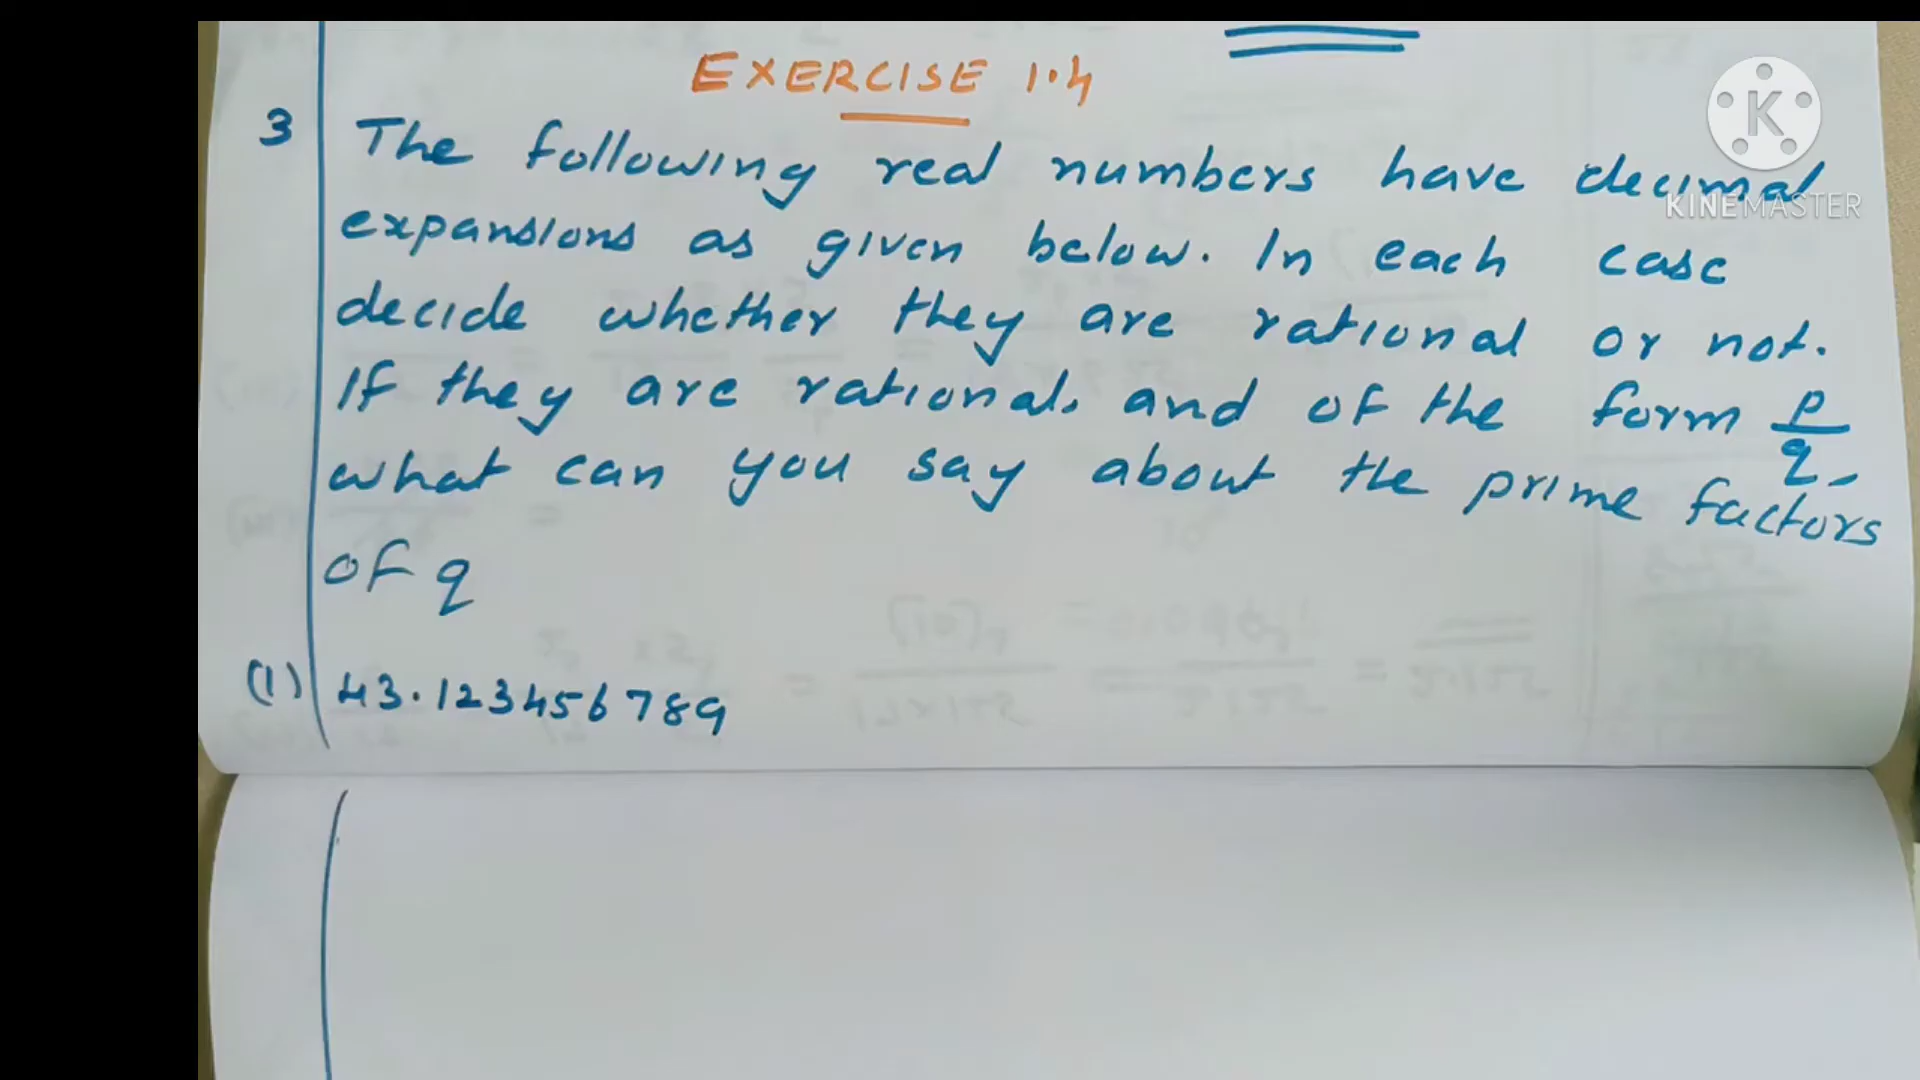 EXERCISE 1.4
3 The following real numbers have decimal
expansions as given below. In each case
decide whether they are rational or not.
If they are rational, and of the form p/q,
what can you say about the prime factors
of q
(1) 43.123456789
K
KINEMASTER